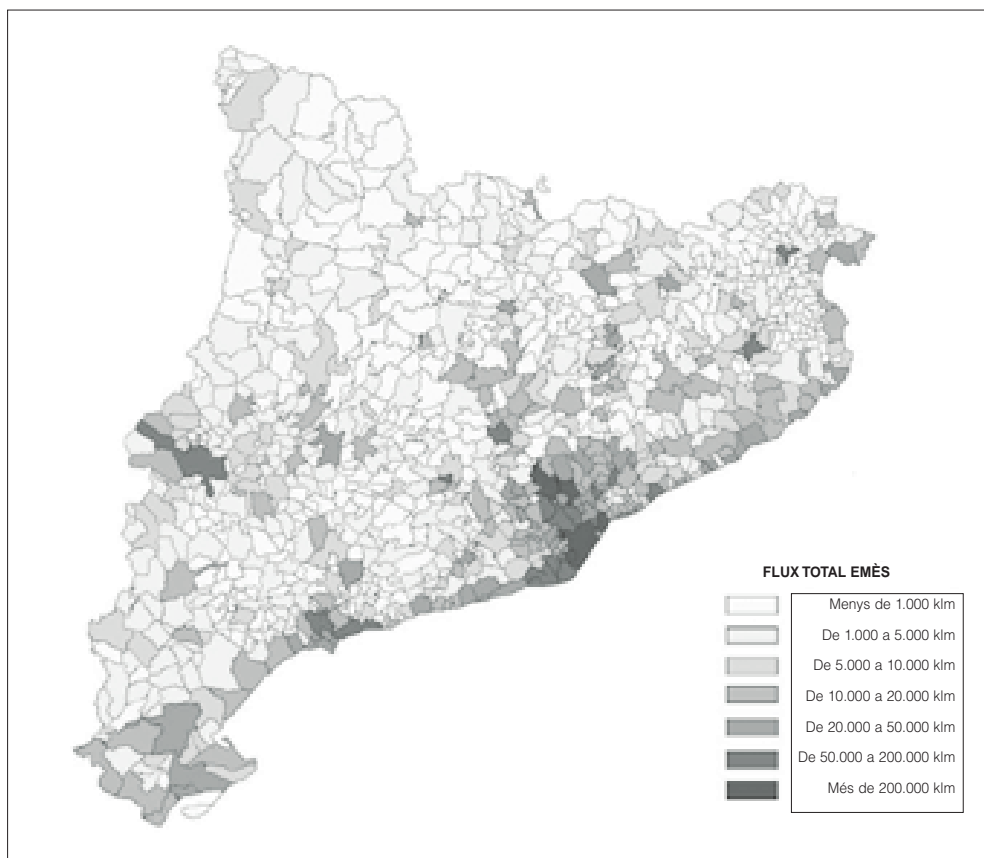 FLUX TOTAL EMÈS
Menys de 1.000 klm
De 1.000 a 5.000 klm
De 5.000 a 10.000 klm
De 10.000 a 20.000 klm
De 20.000 a 50.000 klm
De 50.000 a 200.000 klm
Més de 200.000 klm